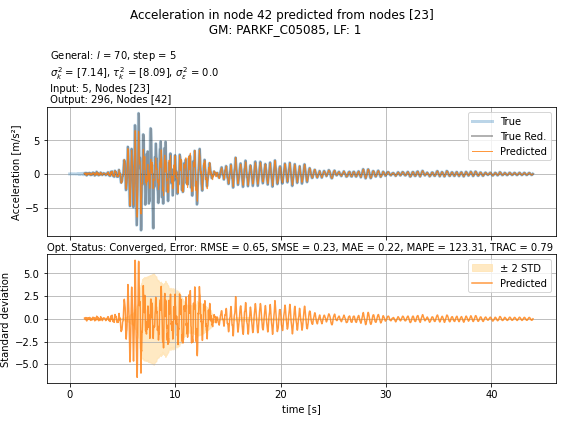 Acceleration in node 42 predicted from nodes [23]
GM: PARKF_C05085, LF: 1
General: l = 70, step = 5
σ_k² = [7.14], τ_k² = [8.09], σ_ε² = 0.0
Input: 5, Nodes [23]
Output: 296, Nodes [42]
Acceleration [m/s²]
5
0
−5
True
True Red.
Predicted
Opt. Status: Converged, Error: RMSE = 0.65, SMSE = 0.23, MAE = 0.22, MAPE = 123.31, TRAC = 0.79
Standard deviation
5.0
2.5
0.0
−2.5
−5.0
± 2 STD
Predicted
0 10 20 30 40
time [s]